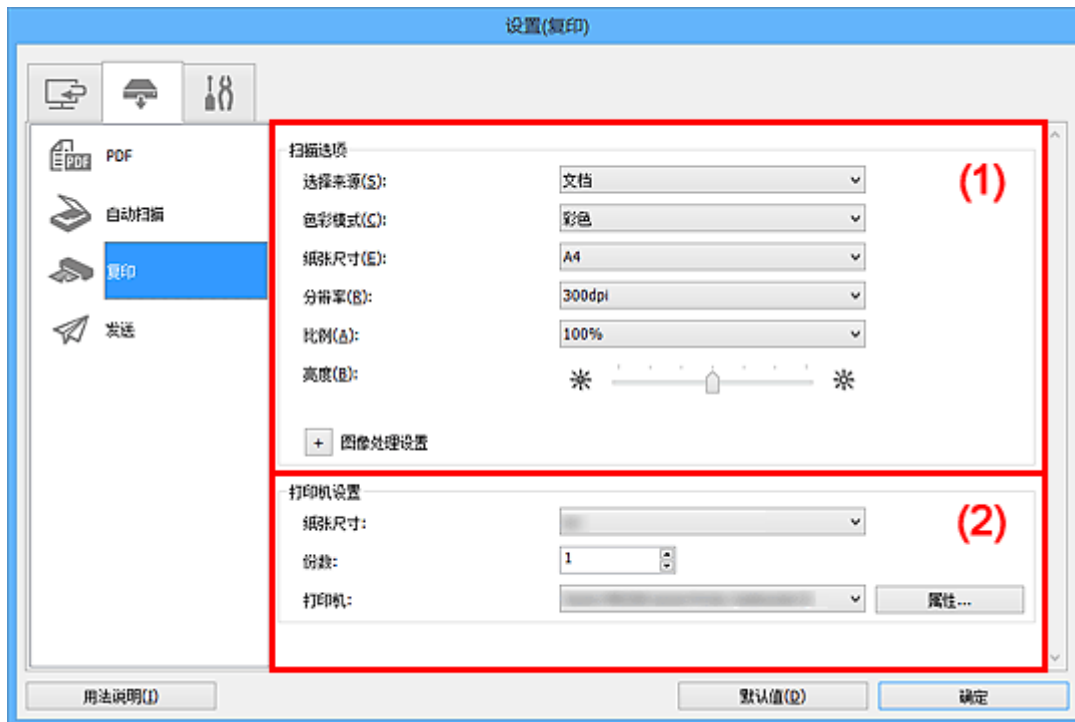 设置(复印)
PDF
自动扫描
复印
发送
扫描选项
选择来源(S): 文档
色彩模式(C): 彩色
纸张尺寸(E): A4
分辨率(R): 300dpi
比例(A): 100%
亮度(B):
+ 图像处理设置
(1)
打印机设置
纸张尺寸:
份数: 1
打印机: 属性...
(2)
用法说明(I) 默认值(D) 确定